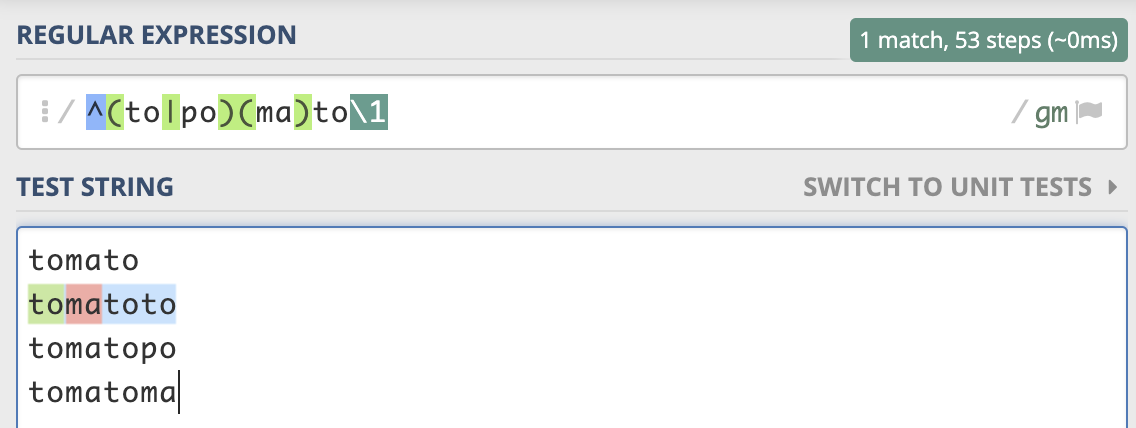 REGULAR EXPRESSION
1 match, 53 steps (~0ms)
/ ^(to|po)(ma)to\1 / gm
TEST STRING
SWITCH TO UNIT TESTS
tomato
tomatoto
tomatopo
tomatoma